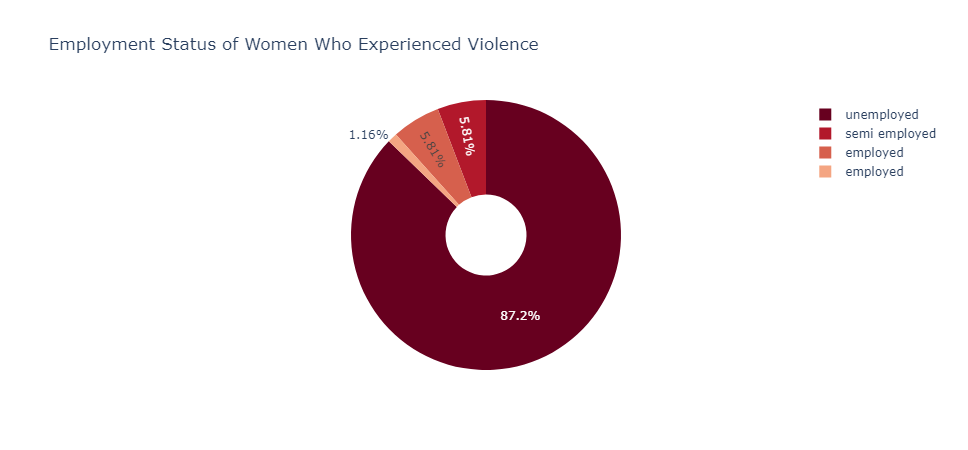 Employment Status of Women Who Experienced Violence
unemployed
semi employed
employed
employed
1.16%
5.81%
5.81%
87.2%